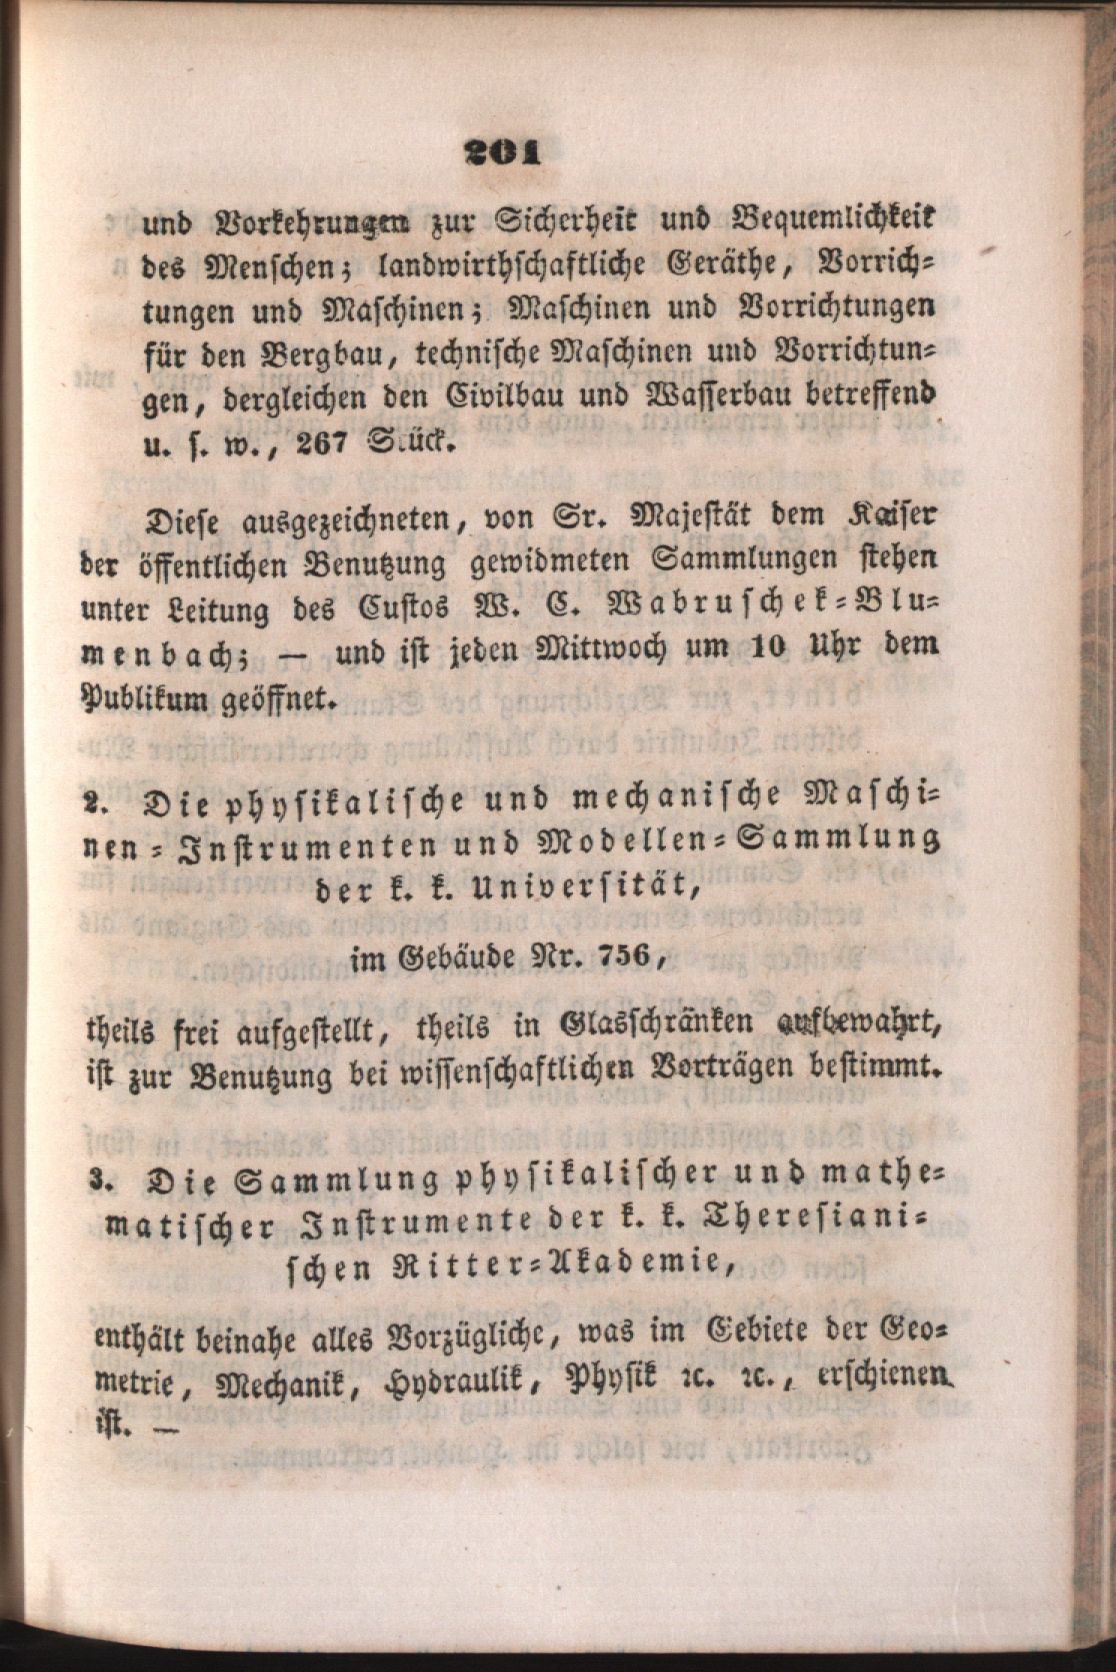 201
und Vorkehrungen zur Sicherheit und Bequemlichkeit
des Menschen; landwirthschaftliche Geräthe, Vorrich=
tungen und Maschinen; Maschinen und Vorrichtungen
für den Bergbau, technische Maschinen und Vorrichtun=
gen, dergleichen den Civilbau und Wasserbau betreffend
u. s. w., 267 Stück.
Diese ausgezeichneten, von Sr. Majestät dem Kaiser
der öffentlichen Benutzung gewidmeten Sammlungen stehen
unter Leitung des Custos W. C. Wabruschek=Blu=
menbach; — und ist jeden Mittwoch um 10 Uhr dem
Publikum geöffnet.
2. Die physikalische und mechanische Maschi=
nen=Instrumenten und Modellen=Sammlung
der k. k. Universität,
im Gebäude Nr. 756,
theils frei aufgestellt, theils in Glasschränken aufbewahrt,
ist zur Benutzung bei wissenschaftlichen Vorträgen bestimmt.
3. Die Sammlung physikalischer und mathe=
matischer Instrumente der k. k. Theresiani=
schen Ritter=Akademie,
enthält beinahe alles Vorzügliche, was im Gebiete der Geo=
metrie, Mechanik, Hydraulik, Physik ꝛc. ꝛc., erschienen
ist. —